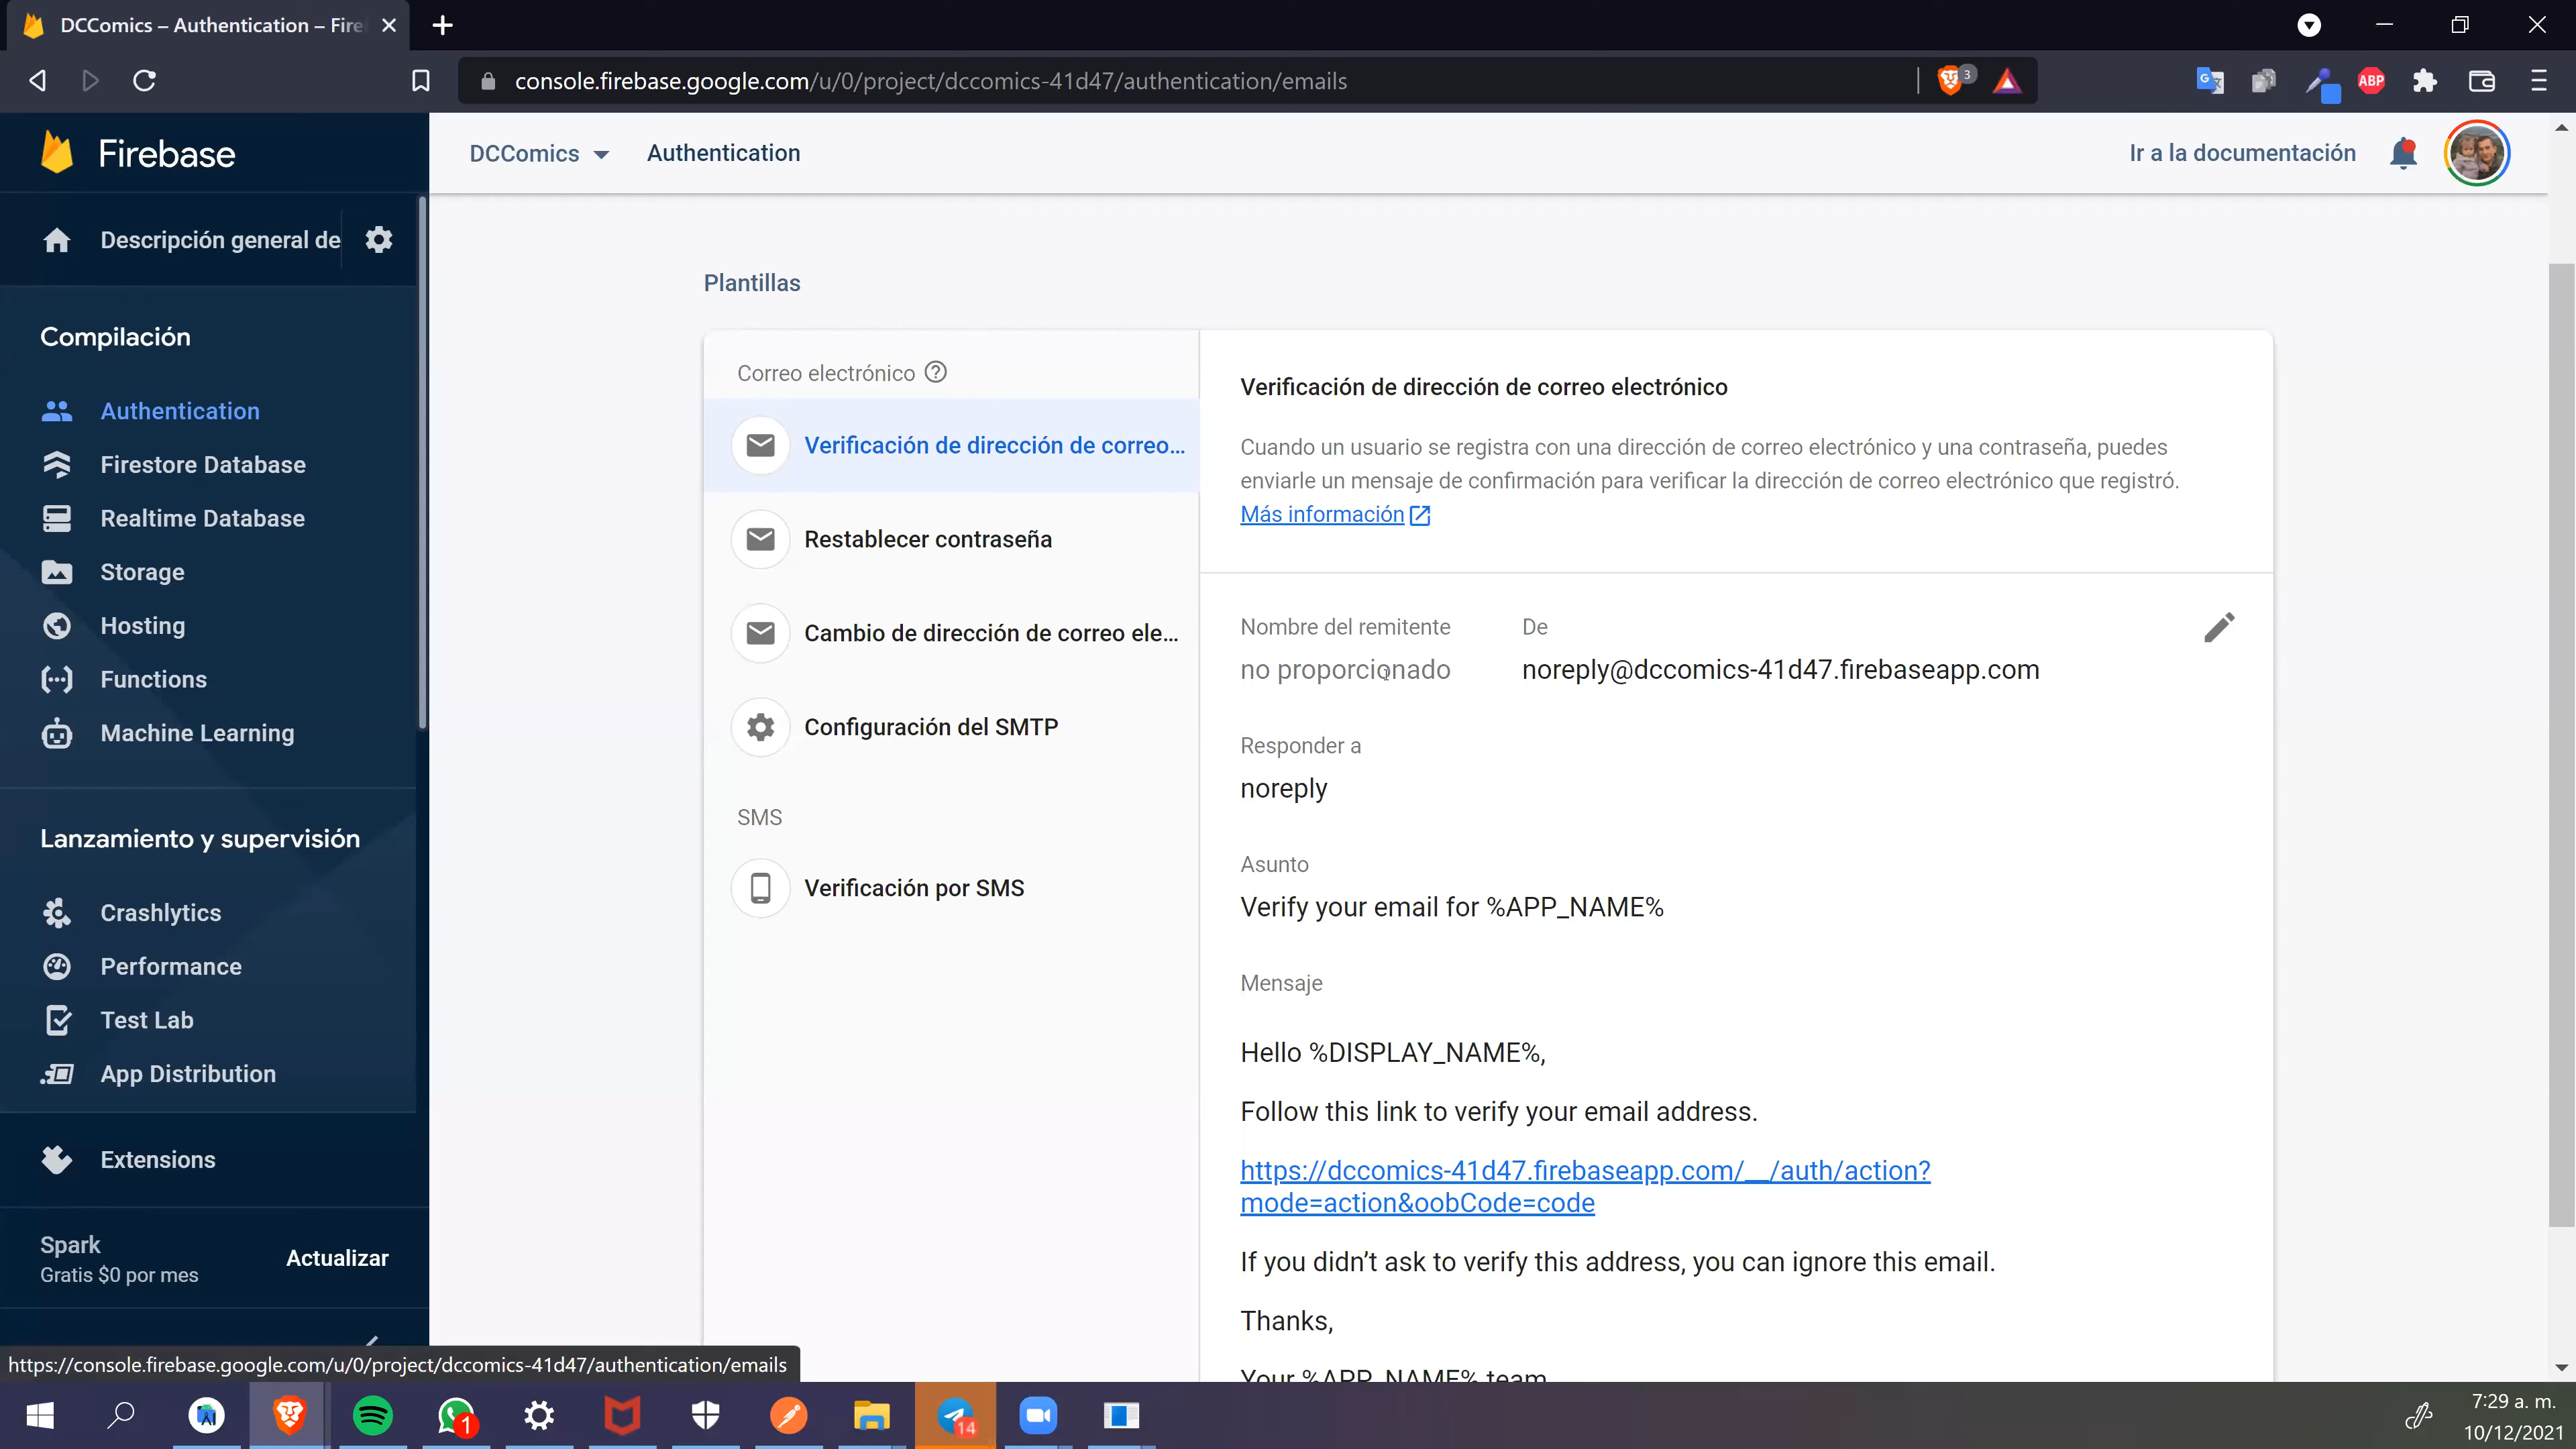 DCComics – Authentication – Fire
console.firebase.google.com/u/0/project/dccomics-41d47/authentication/emails
3
ABP
Firebase
DCComics
Authentication
Ir a la documentación
Descripción general de
Compilación
Authentication
Firestore Database
Realtime Database
Storage
Hosting
Functions
Machine Learning
Lanzamiento y supervisión
Crashlytics
Performance
Test Lab
App Distribution
Extensions
Spark
Gratis $0 por mes
Actualizar
Plantillas
Correo electrónico
Verificación de dirección de correo...
Restablecer contraseña
Cambio de dirección de correo ele...
Configuración del SMTP
SMS
Verificación por SMS
Verificación de dirección de correo electrónico
Cuando un usuario se registra con una dirección de correo electrónico y una contraseña, puedes
enviarle un mensaje de confirmación para verificar la dirección de correo electrónico que registró.
Más información
Nombre del remitente
no proporcionado
De
noreply@dccomics-41d47.firebaseapp.com
Responder a
noreply
Asunto
Verify your email for %APP_NAME%
Mensaje
Hello %DISPLAY_NAME%,
Follow this link to verify your email address.
https://dccomics-41d47.firebaseapp.com/__/auth/action?
mode=action&oobCode=code
If you didn’t ask to verify this address, you can ignore this email.
Thanks,
Your %APP_NAME% team
https://console.firebase.google.com/u/0/project/dccomics-41d47/authentication/emails
1
14
7:29 a. m.
10/12/2021